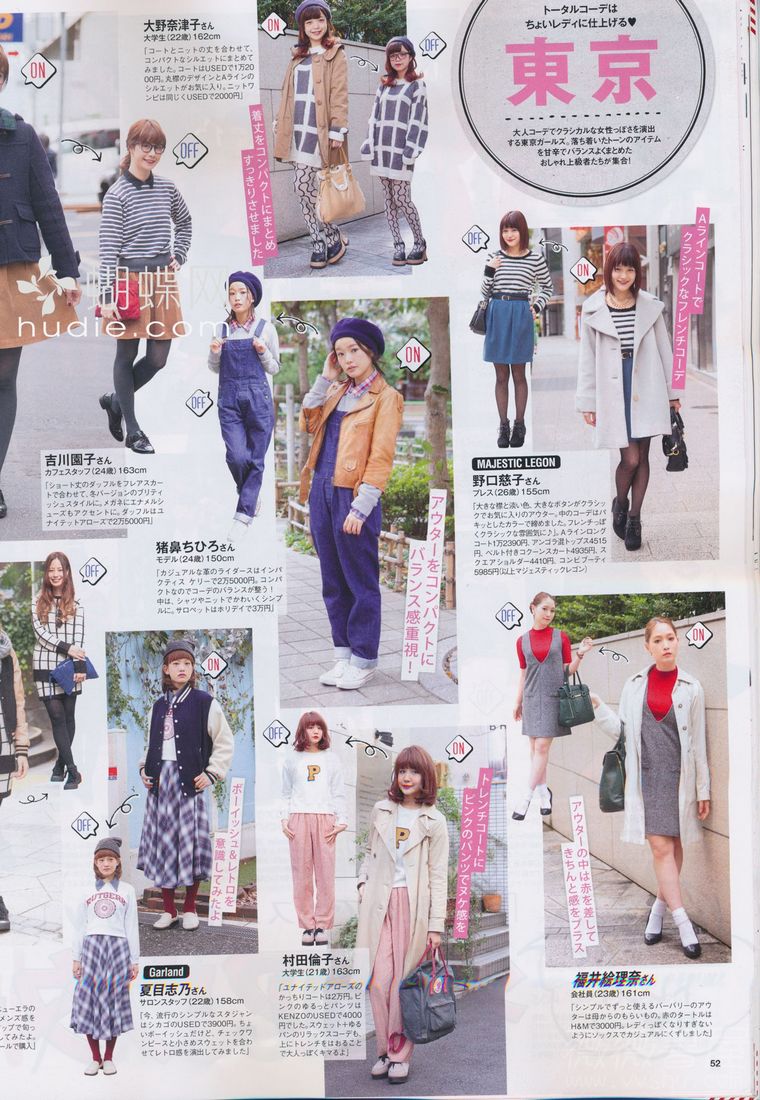 トータルコーデは
ちょいレディに仕上げる♥
東京
大人コーデでクラシカルな女性っぽさを演出
する東京ガールズ。落ち着いたトーンのアイテム
を甘辛でバランスよくまとめた
おしゃれ上級者たちが集合!
大野奈津子さん
大学生(22歳)162cm
「コートとニットの丈を合わせて、
コンパクトなシルエットにまとめて
みました。コートはUSEDで1万20
00円。丸襟のデザインとAラインの
シルエットがお気に入り。ニットワ
ンピは同じくUSEDで2000円」
ON
OFF
着丈をコンパクトにまとめ
すっきりさせました
ON
OFF
蝴蝶网
hudie.com
吉川園子さん
カフェスタッフ(24歳)163cm
「ショート丈のダッフルをフレアスカー
トで合わせて、冬バージョンのブリティ
ッシュスタイルに。メガネにエナメルシ
ューズもアクセントに。ダッフルはユ
ナイテットアローズで2万5000円」
OFF
ON
Aラインコートで
クラシックなフレンチコーデ
MAJESTIC LEGON
野口慈子さん
プレス(26歳)155cm
「大きな襟と淡い色、大きなボタンがクラシッ
クでお気に入りのアウター。中のコーデはパ
キッとしたカラーで締めました。フレンチっぽ
くクラシックな雰囲気に♪」。Aラインロング
コート1万2390円、アンゴラ混トップス4515
円、ベルト付きコクーンスカート4935円、ス
クエアショルダー4410円、コンビブーティ
5985円(以上マジェスティックレゴン)
OFF
ON
アウターをコンパクトに
バランス感重視!
猪鼻ちひろさん
モデル(24歳)150cm
「カジュアルな革のライダースはインパ
クティス ケリーで2万5000円。コン
パクトなのでコーデのバランスが整う!
中は、シャツやニットでかわいくシンプ
ルに。サロペットはホリデイで3万円」
OFF
ON
OFF
ボーイッシュ&レトロを
意識してみたよ
RUTGERS
Garland
夏目志乃さん
サロンスタッフ(22歳)158cm
「今、流行のシンプルなスタジャン
はシカゴのUSEDで3900円。ちょ
いボーイッシュだけど、チェックワ
ンピースと小さめスウェットを合わ
せてレトロ感を演出してみました」
OFF
ON
P
P
トレンチコートに
ピンクのパンツでヌケ感を
村田倫子さん
大学生(21歳)163cm
「ユナイテッドアローズの
かっちりコートは2万円。ピ
ンクのゆるっとパンツは
KENZOのUSEDで4000
円でした。スウェット+ゆる
パンのリラックスコーデも、
上にトレンチをはおること
で大人っぽくキマるよ」
OFF
ON
アウターの中は赤を差して
きちんと感をプラス
福井絵理奈さん
会社員(23歳)161cm
「シンプルでずっと使えるバーバリーのアウ
ターは母からのもらいもの。赤のタートルは
H&Mで3000円。レディっぽくなりすぎない
ようにソックスでカジュアルにくずしました」
52